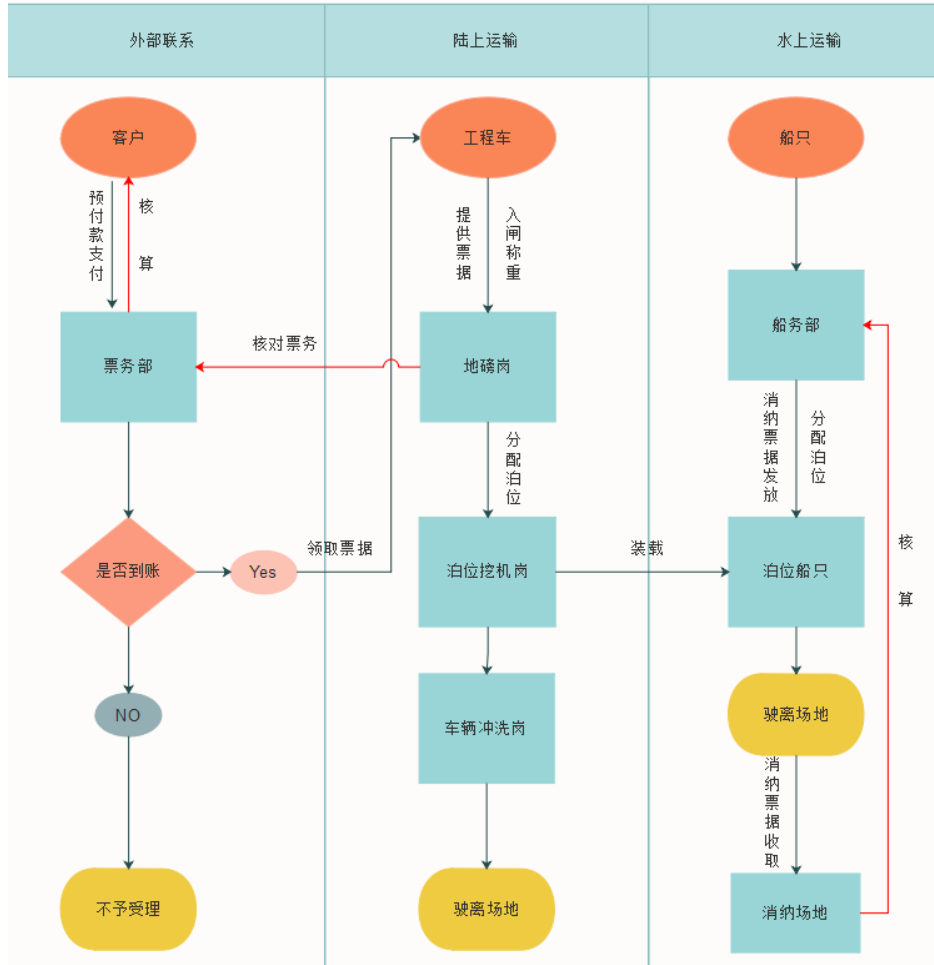 外部联系
陆上运输
水上运输
客户
工程车
船只
预付款支付
核算
提供票据
入闸称重
票务部
核对票务
地磅岗
船务部
分配泊位
消纳票据发放
分配泊位
是否到账
Yes
领取票据
泊位挖机岗
装载
泊位船只
核算
NO
车辆冲洗岗
驶离场地
消纳票据收取
不予受理
驶离场地
消纳场地